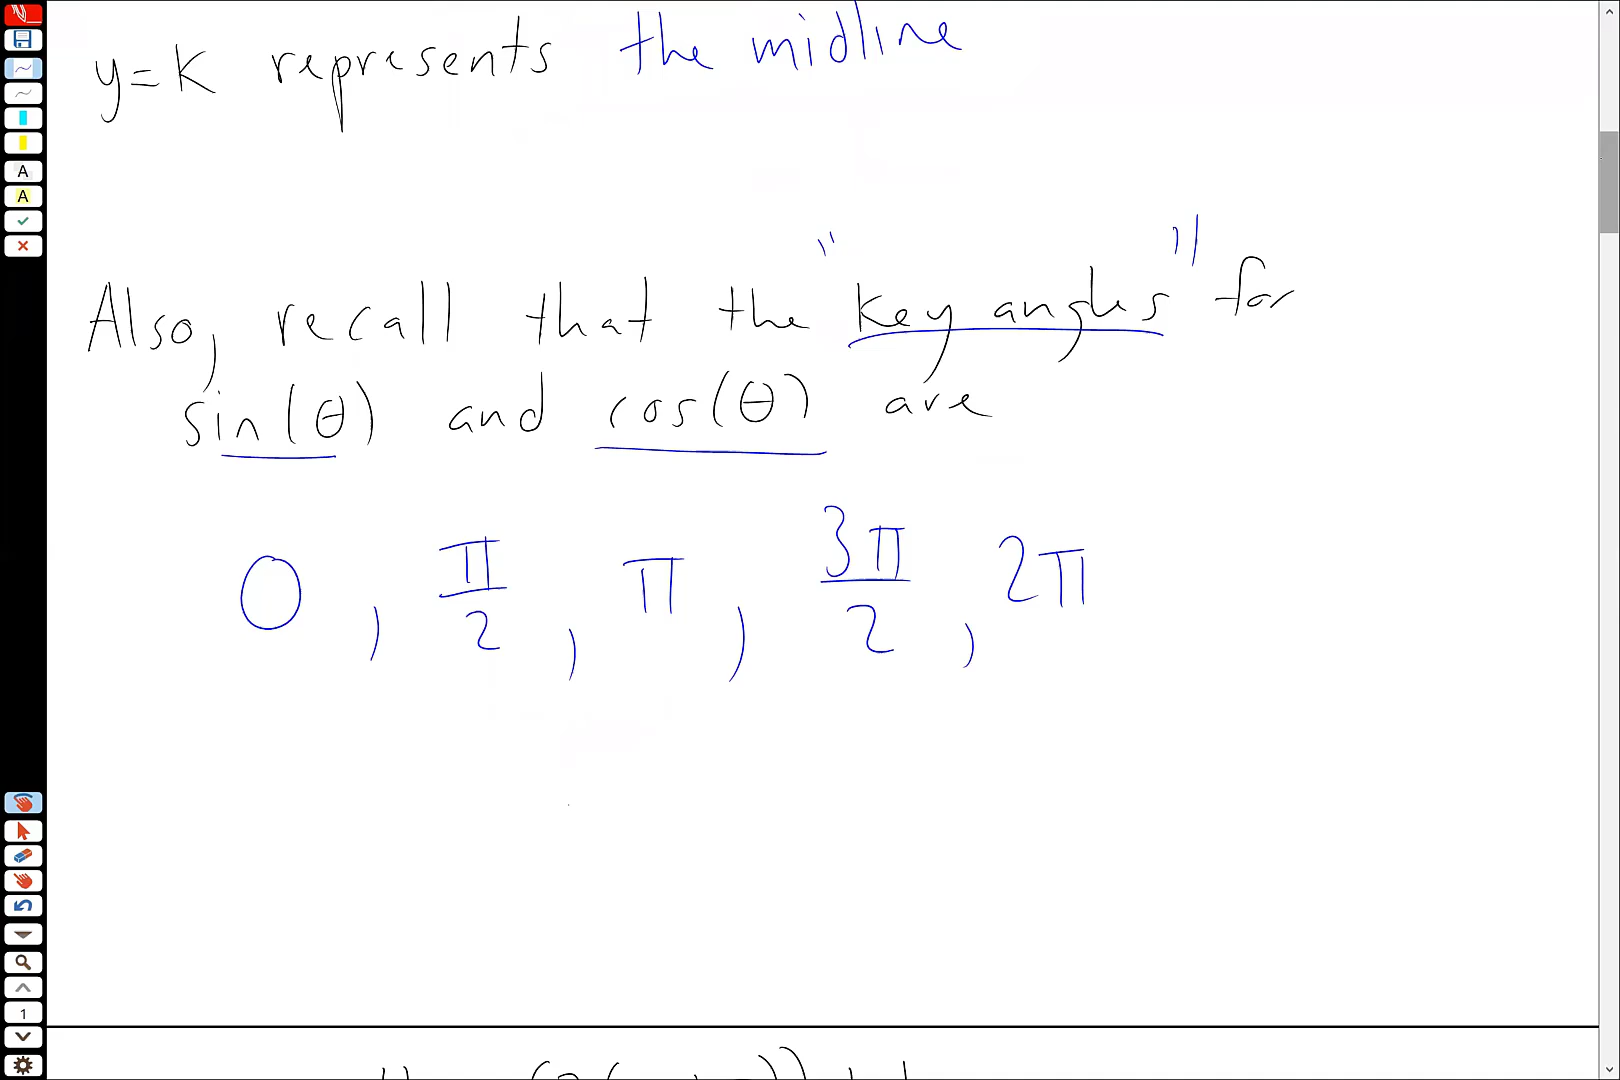 y=k represents the midline
Also, recall that the "key angles" for
sin(θ) and cos(θ) are
0, π/2, π, 3π/2, 2π
A
A
1